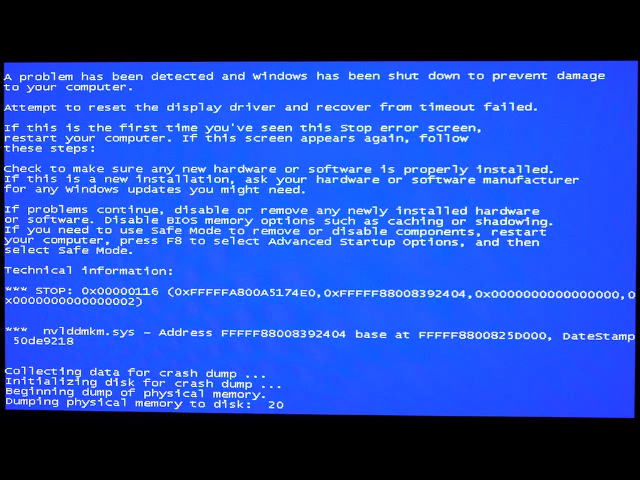 A problem has been detected and Windows has been shut down to prevent damage
to your computer.
Attempt to reset the display driver and recover from timeout failed.
If this is the first time you've seen this Stop error screen,
restart your computer. If this screen appears again, follow
these steps:
Check to make sure any new hardware or software is properly installed.
If this is a new installation, ask your hardware or software manufacturer
for any Windows updates you might need.
If problems continue, disable or remove any newly installed hardware
or software. Disable BIOS memory options such as caching or shadowing.
If you need to use Safe Mode to remove or disable components, restart
your computer, press F8 to select Advanced Startup Options, and then
select Safe Mode.
Technical information:
*** STOP: 0x00000116 (0xFFFFFA800A5174E0,0xFFFFF88008392404,0x0000000000000000,0
x0000000000000002)
*** nvlddmkm.sys - Address FFFFF88008392404 base at FFFFF8800825D000, DateStamp
50de9218
Collecting data for crash dump ...
Initializing disk for crash dump ...
Beginning dump of physical memory.
Dumping physical memory to disk: 20